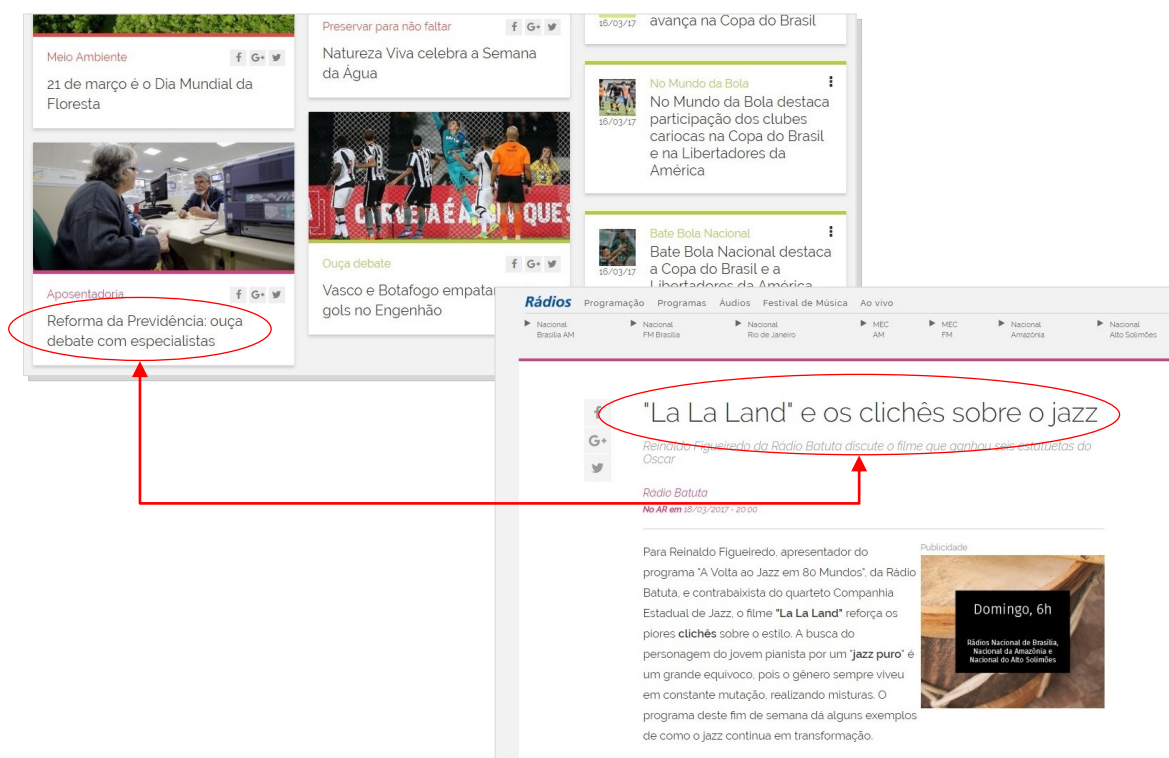 Meio Ambiente
f G+
21 de março é o Dia Mundial da
Floresta
Aposentadoria
f G+
Reforma da Previdência: ouça
debate com especialistas
Preservar para não faltar
f G+
Natureza Viva celebra a Semana
da Água
QUE
Ouça debate
f G+
Vasco e Botafogo empata
gols no Engenhão
16/03/17
avança na Copa do Brasil
No Mundo da Bola
16/03/17
No Mundo da Bola destaca
participação dos clubes
cariocas na Copa do Brasil
e na Libertadores da
América
Bate Bola Nacional
16/03/17
Bate Bola Nacional destaca
a Copa do Brasil e a
Libertadores da América
Rádios Programação Programas Áudios Festival de Música Ao vivo
Nacional Brasília AM
Nacional FM Brasília
Nacional Rio de Janeiro
MEC AM
MEC FM
Nacional Amazônia
Nacional Alto Solimões
f
G+
"La La Land" e os clichês sobre o jazz
Reinaldo Figueiredo da Rádio Batuta discute o filme que ganhou seis estatuetas do
Oscar
Rádio Batuta
No AR em 18/03/2017 - 20:00
Para Reinaldo Figueiredo, apresentador do
programa "A Volta ao Jazz em 80 Mundos", da Rádio
Batuta, e contrabaixista do quarteto Companhia
Estadual de Jazz, o filme "La La Land" reforça os
piores clichês sobre o estilo. A busca do
personagem do jovem pianista por um "jazz puro" é
um grande equívoco, pois o gênero sempre viveu
em constante mutação, realizando misturas. O
programa deste fim de semana dá alguns exemplos
de como o jazz continua em transformação.
Publicidade
Domingo, 6h
Rádios Nacional de Brasília,
Nacional da Amazônia e
Nacional do Alto Solimões